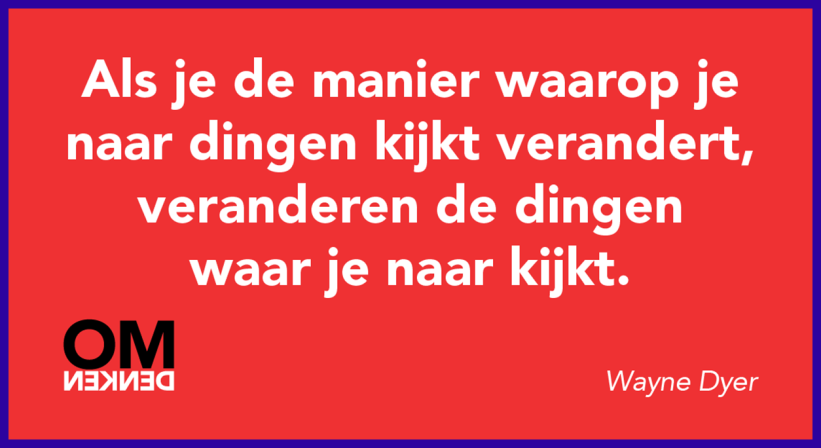 Als je de manier waarop je
naar dingen kijkt verandert,
veranderen de dingen
waar je naar kijkt.
OM
DENKEN
Wayne Dyer